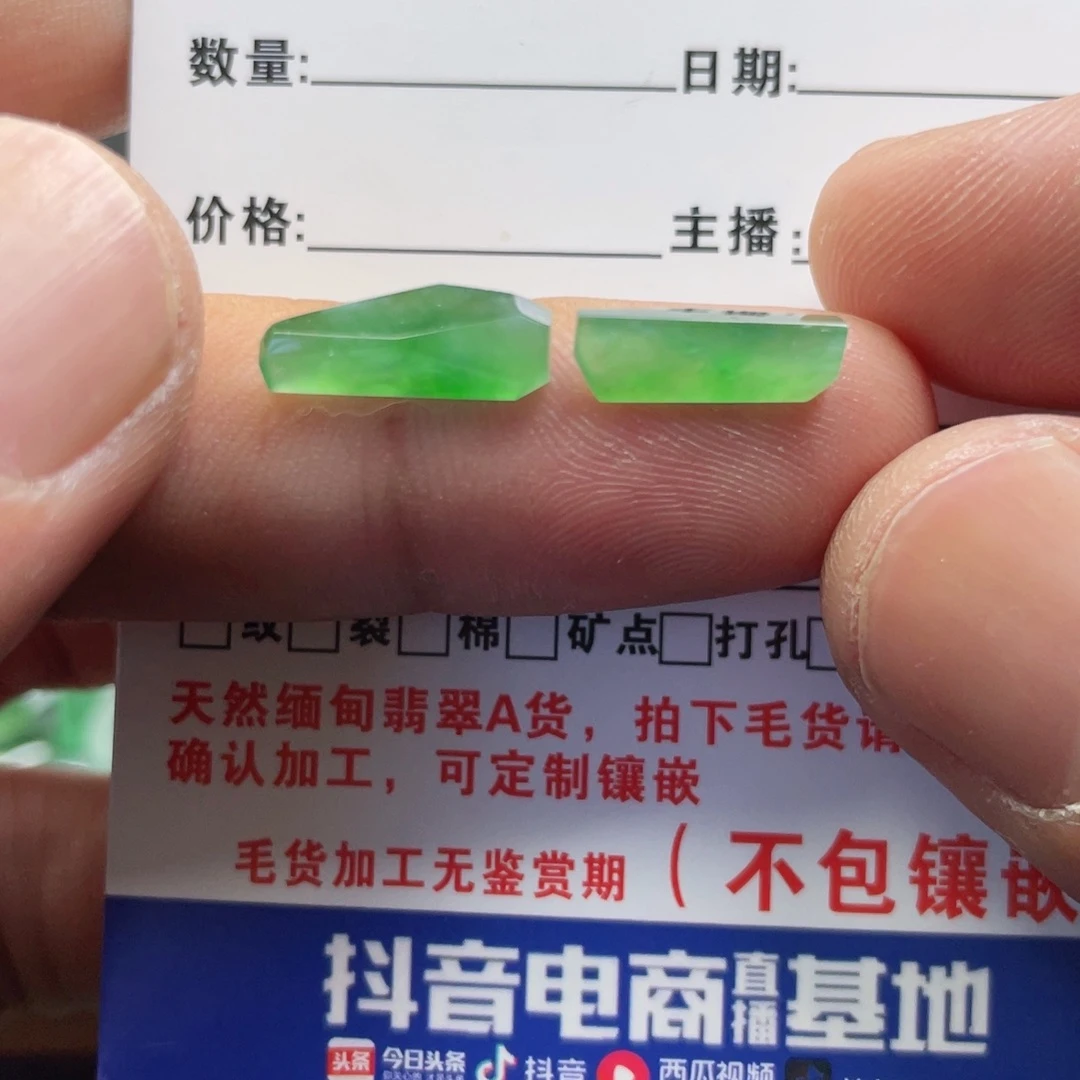 数量: 日期:
价格: 主播:
□纹□裂□棉□矿点□打孔□
天然缅甸翡翠A货，拍下毛货请
确认加工，可定制镶嵌
毛货加工无鉴赏期（不包镶嵌
抖音电商直播基地
头条 今日头条 抖音 西瓜视频